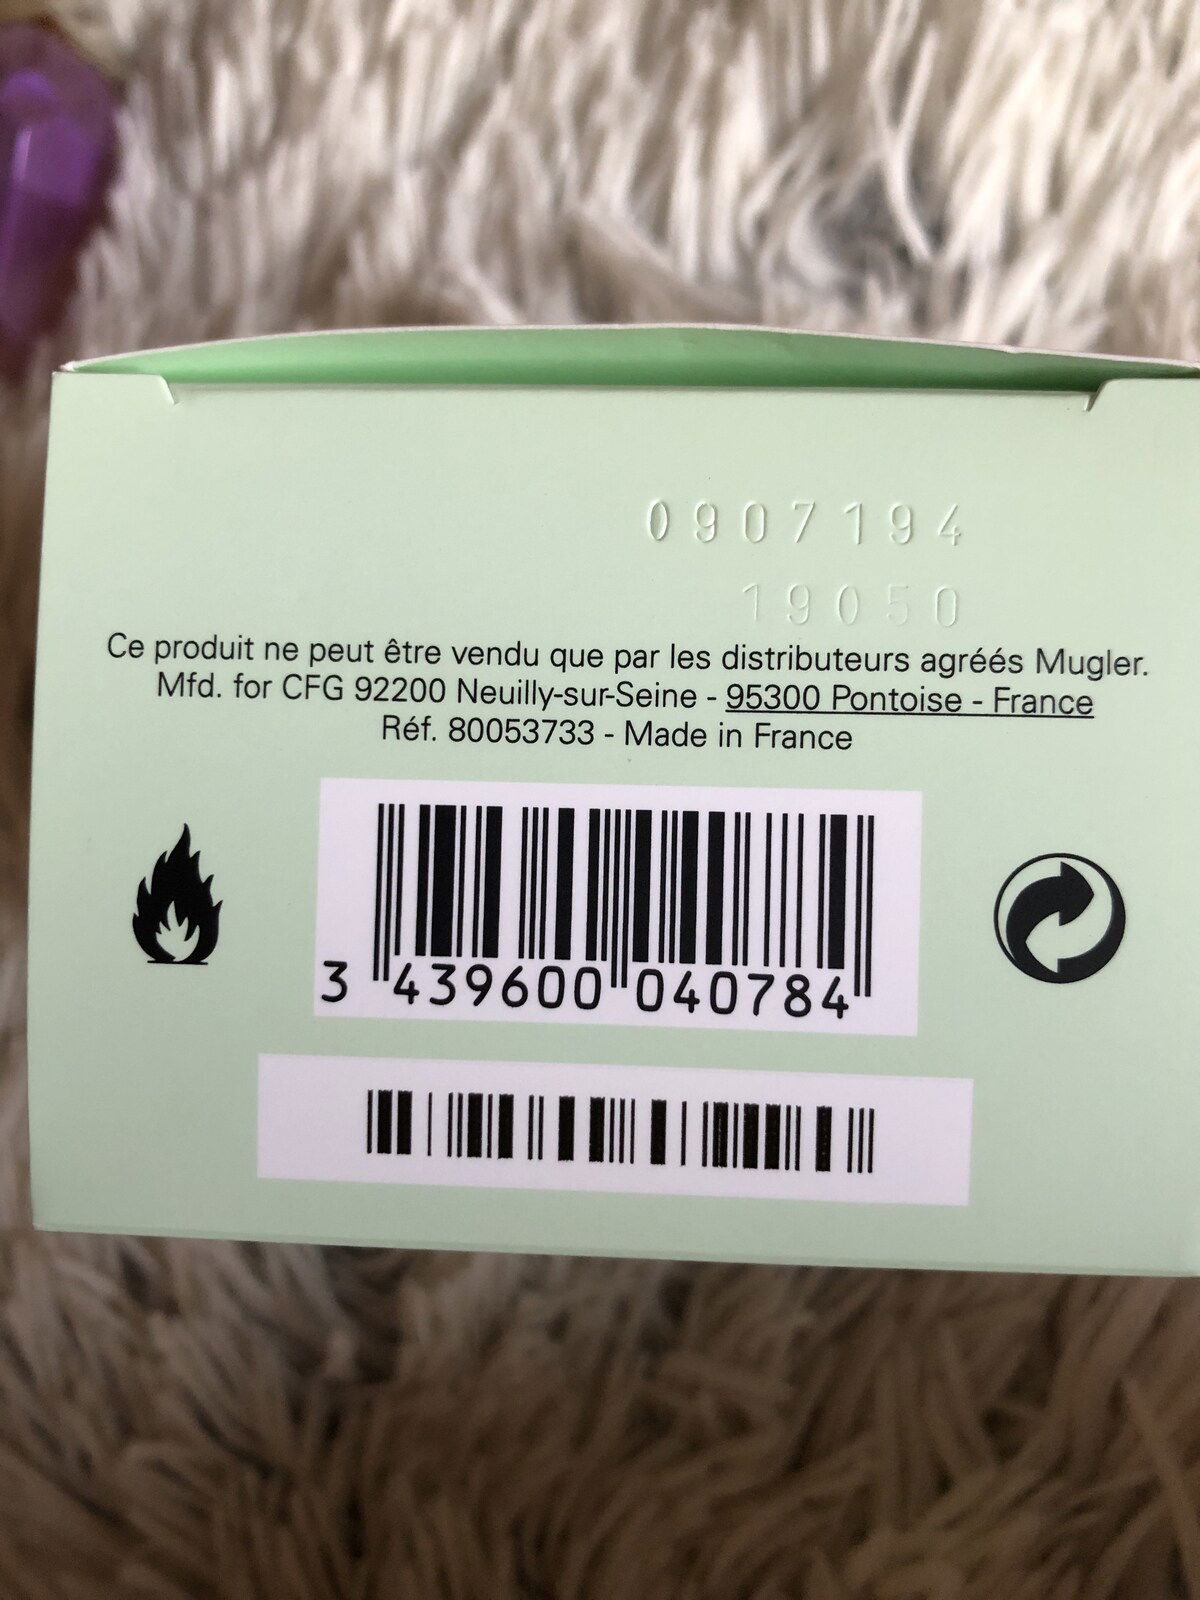 0907194
19050
Ce produit ne peut être vendu que par les distributeurs agréés Mugler.
Mfd. for CFG 92200 Neuilly-sur-Seine - 95300 Pontoise - France
Réf. 80053733 - Made in France
3 439600 040784